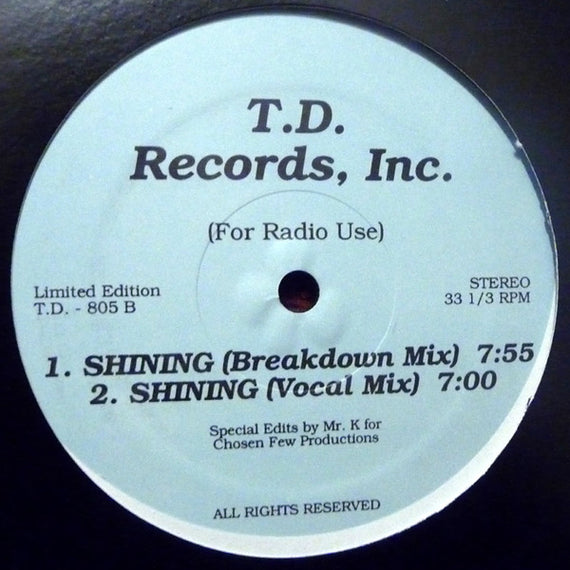 T.D.
Records, Inc.
(For Radio Use)
Limited Edition
T.D. - 805 B
STEREO
33 1/3 RPM
1. SHINING (Breakdown Mix) 7:55
2. SHINING (Vocal Mix) 7:00
Special Edits by Mr. K for
Chosen Few Productions
ALL RIGHTS RESERVED